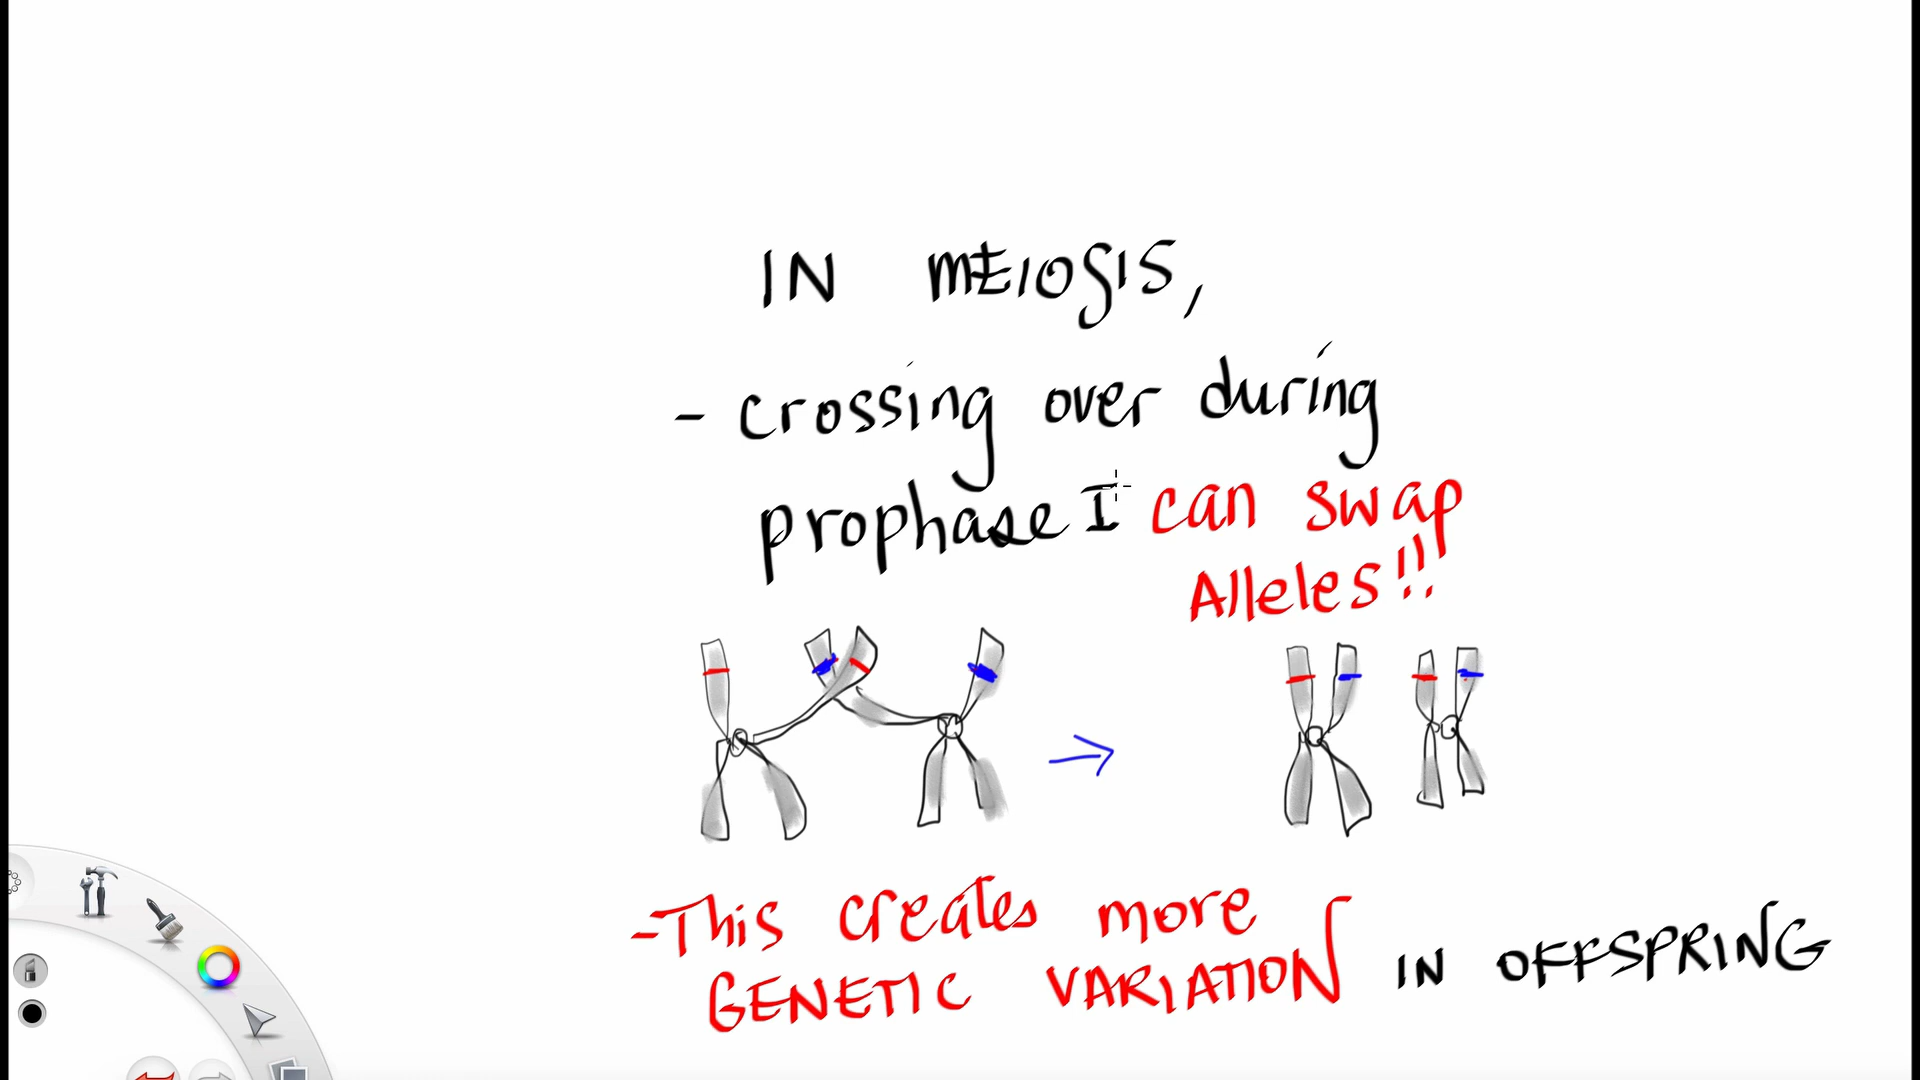 IN MEIOSIS,
- crossing over during
prophase I can swap
Alleles!!
- This creates more
GENETIC VARIATION IN OFFSPRING